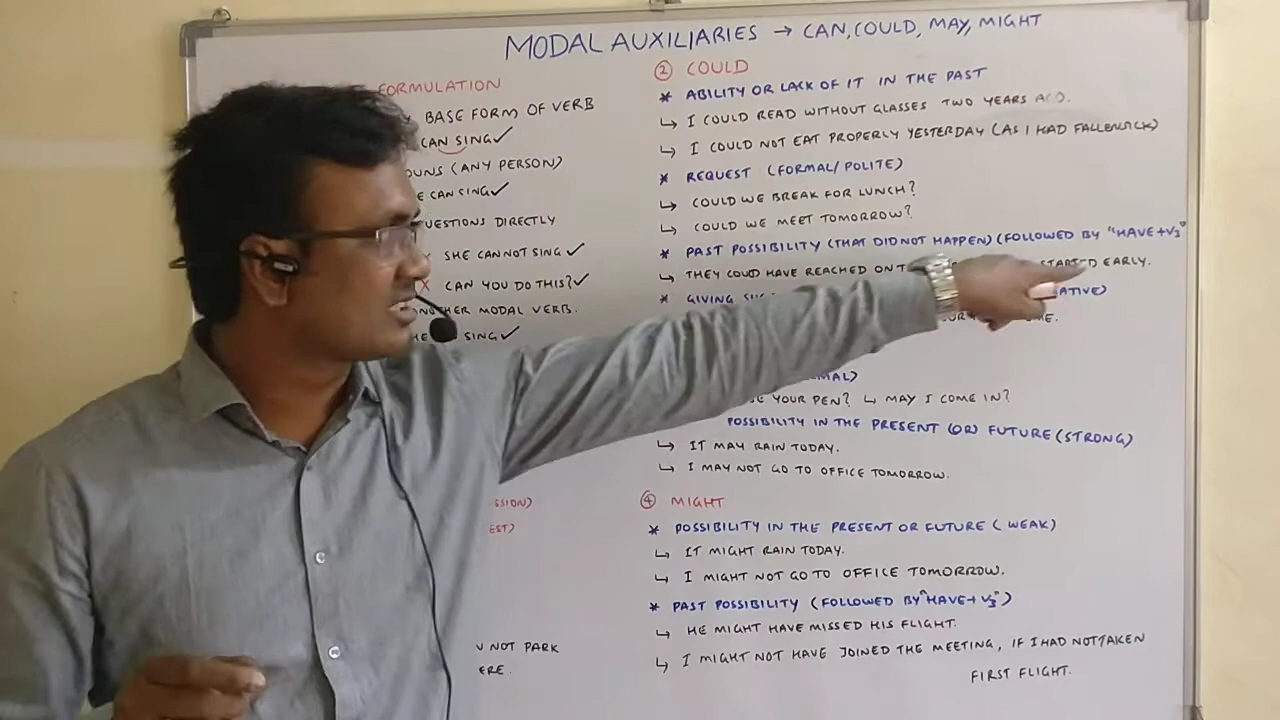 MODAL AUXILIARIES → CAN, COULD, MAY, MIGHT
FORMULATION
BASE FORM OF VERB
CAN SING ✓
(ANY PERSON)
CAN SING ✓
DIRECTLY
SHE CANNOT SING ✓
X CAN YOU DO THIS? ✓
MODAL VERB.
SING ✓
NOT PARK
② COULD
* ABILITY OR LACK OF IT IN THE PAST
↳ I COULD READ WITHOUT GLASSES TWO YEARS
↳ I COULD NOT EAT PROPERLY YESTERDAY (AS I HAD FALLEN SICK)
* REQUEST (FORMAL/POLITE)
↳ COULD WE BREAK FOR LUNCH?
↳ COULD WE MEET TOMORROW?
* PAST POSSIBILITY (THAT DID NOT HAPPEN) (FOLLOWED BY "HAVE+V3"
↳ THEY COULD HAVE REACHED ON STARTED EARLY.
* GIVING
YOUR PEN? ↳ MAY I COME IN?
POSSIBILITY IN THE PRESENT (OR) FUTURE (STRONG)
↳ IT MAY RAIN TODAY.
↳ I MAY NOT GO TO OFFICE TOMORROW.
④ MIGHT
* POSSIBILITY IN THE PRESENT OR FUTURE (WEAK)
↳ IT MIGHT RAIN TODAY.
↳ I MIGHT NOT GO TO OFFICE TOMORROW.
* PAST POSSIBILITY (FOLLOWED BY "HAVE+V3")
↳ HE MIGHT HAVE MISSED HIS FLIGHT.
↳ I MIGHT NOT HAVE JOINED THE MEETING, IF I HAD NOT TAKEN
FIRST FLIGHT.